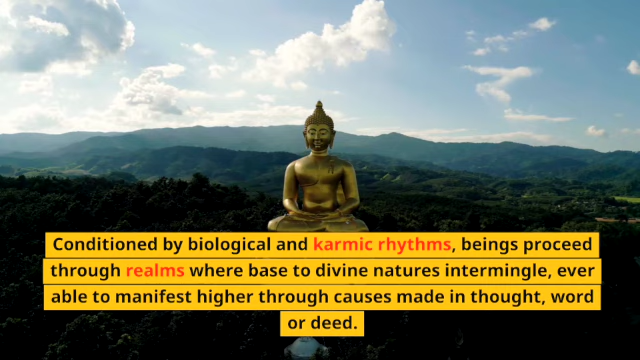 Conditioned by biological and karmic rhythms, beings proceed
through realms where base to divine natures intermingle, ever
able to manifest higher through causes made in thought, word
or deed.